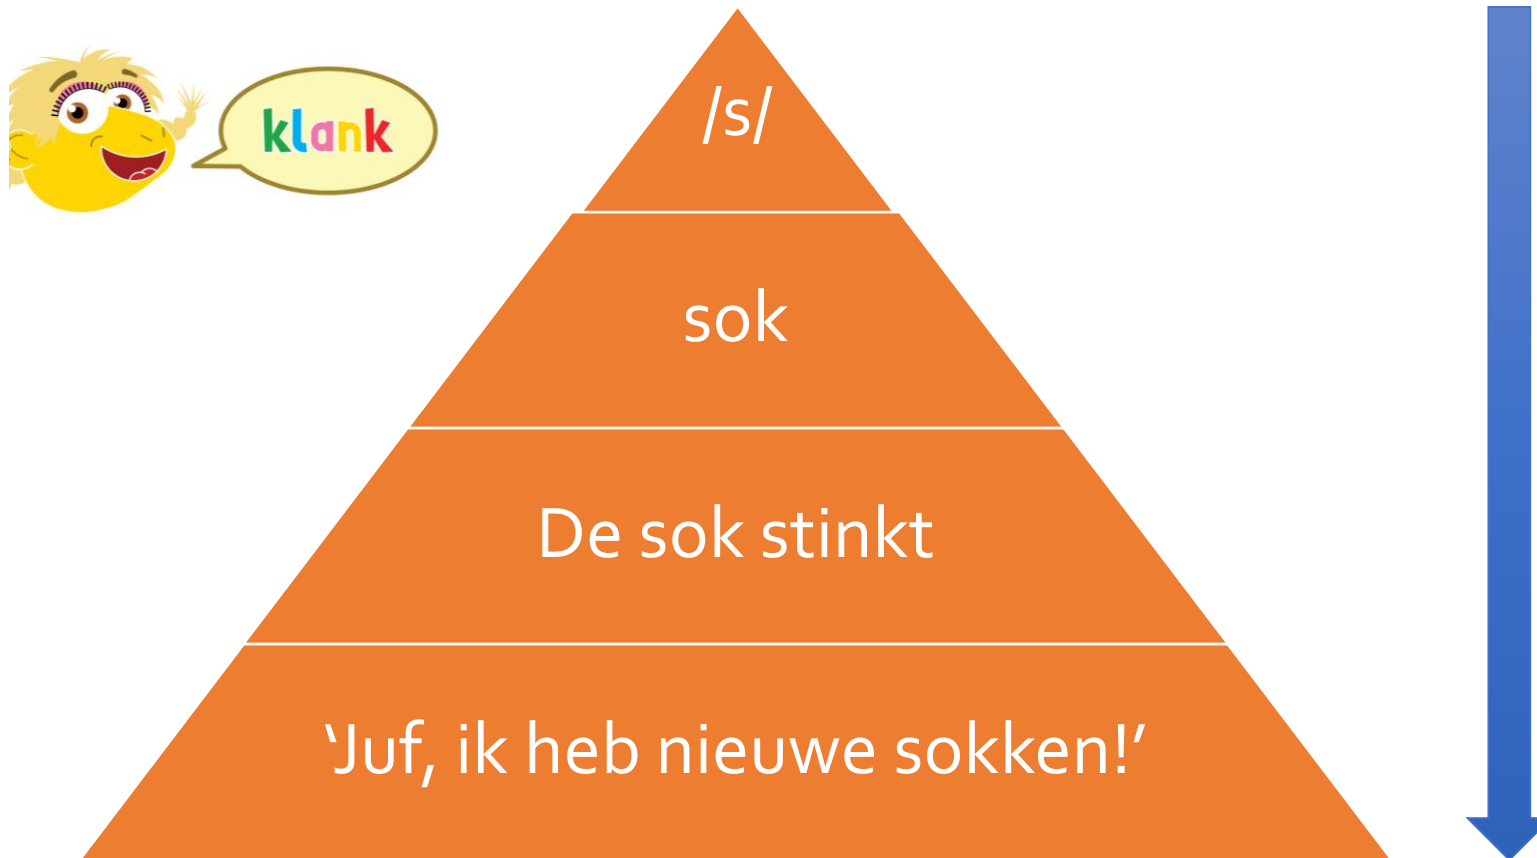 klank
/s/
sok
De sok stinkt
‘Juf, ik heb nieuwe sokken!’